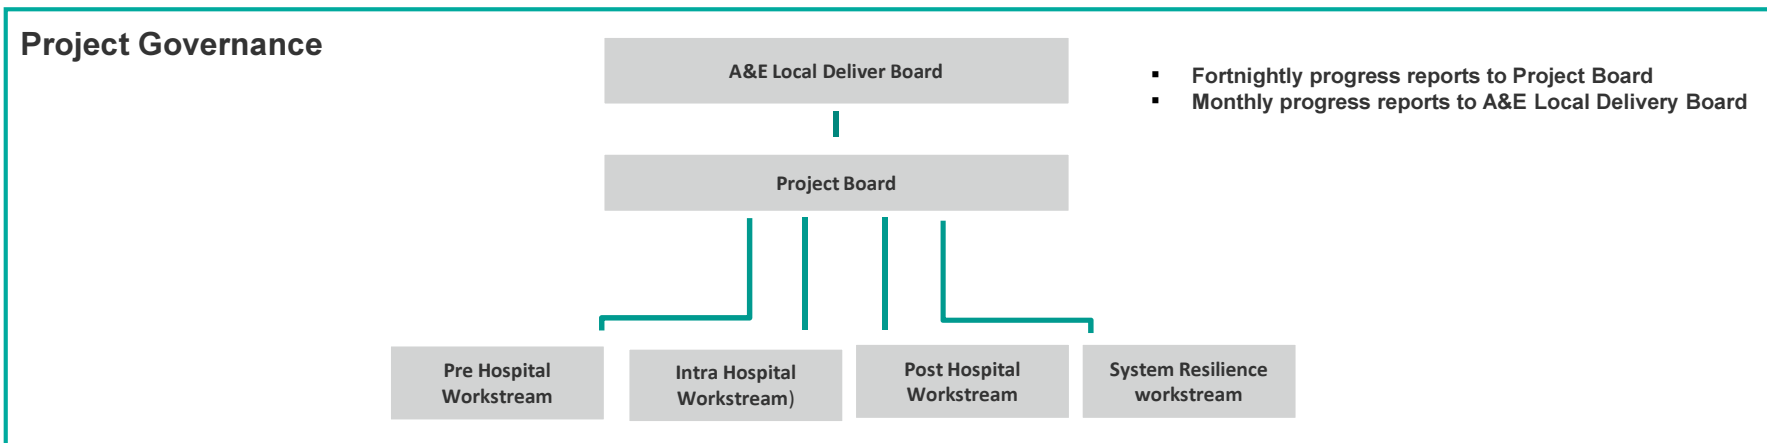 Project Governance
A&E Local Deliver Board
▪ Fortnightly progress reports to Project Board
▪ Monthly progress reports to A&E Local Delivery Board
Project Board
Pre Hospital
Workstream
Intra Hospital
Workstream)
Post Hospital
Workstream
System Resilience
workstream